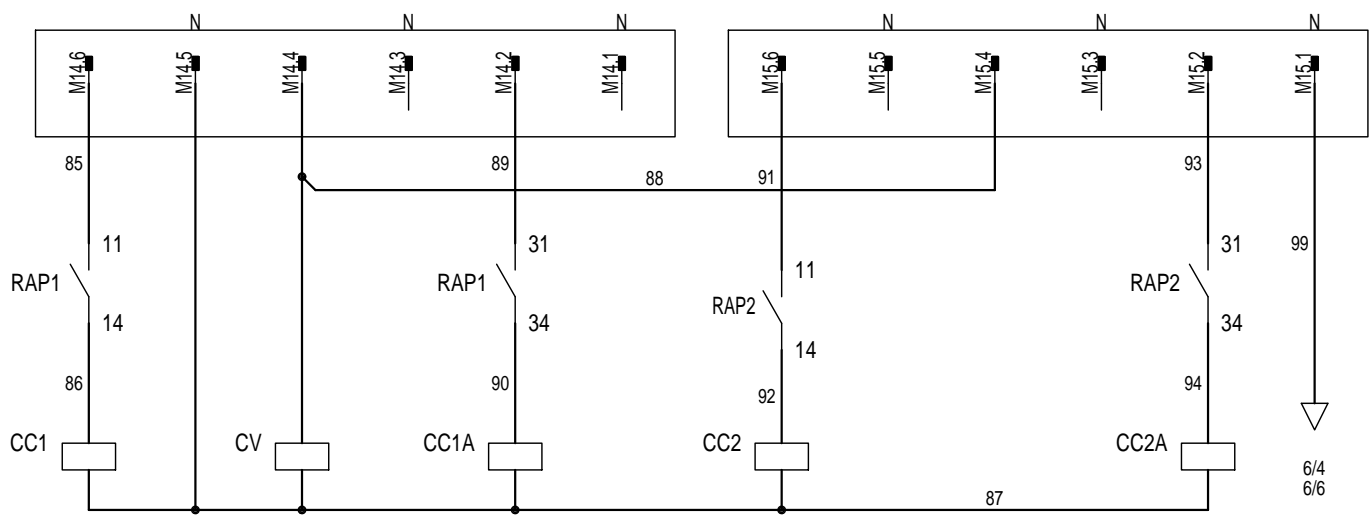 N N N N N N
M14.6 M14.5 M14.4 M14.3 M14.2 M14.1 M15.6 M15.5 M15.4 M15.3 M15.2 M15.1
85 89 88 91 93
11 31 11 31 99
RAP1 RAP1 RAP2 RAP2
14 34 14 34
86 90 92 94
CC1 CV CC1A CC2 CC2A
6/4
6/6
87